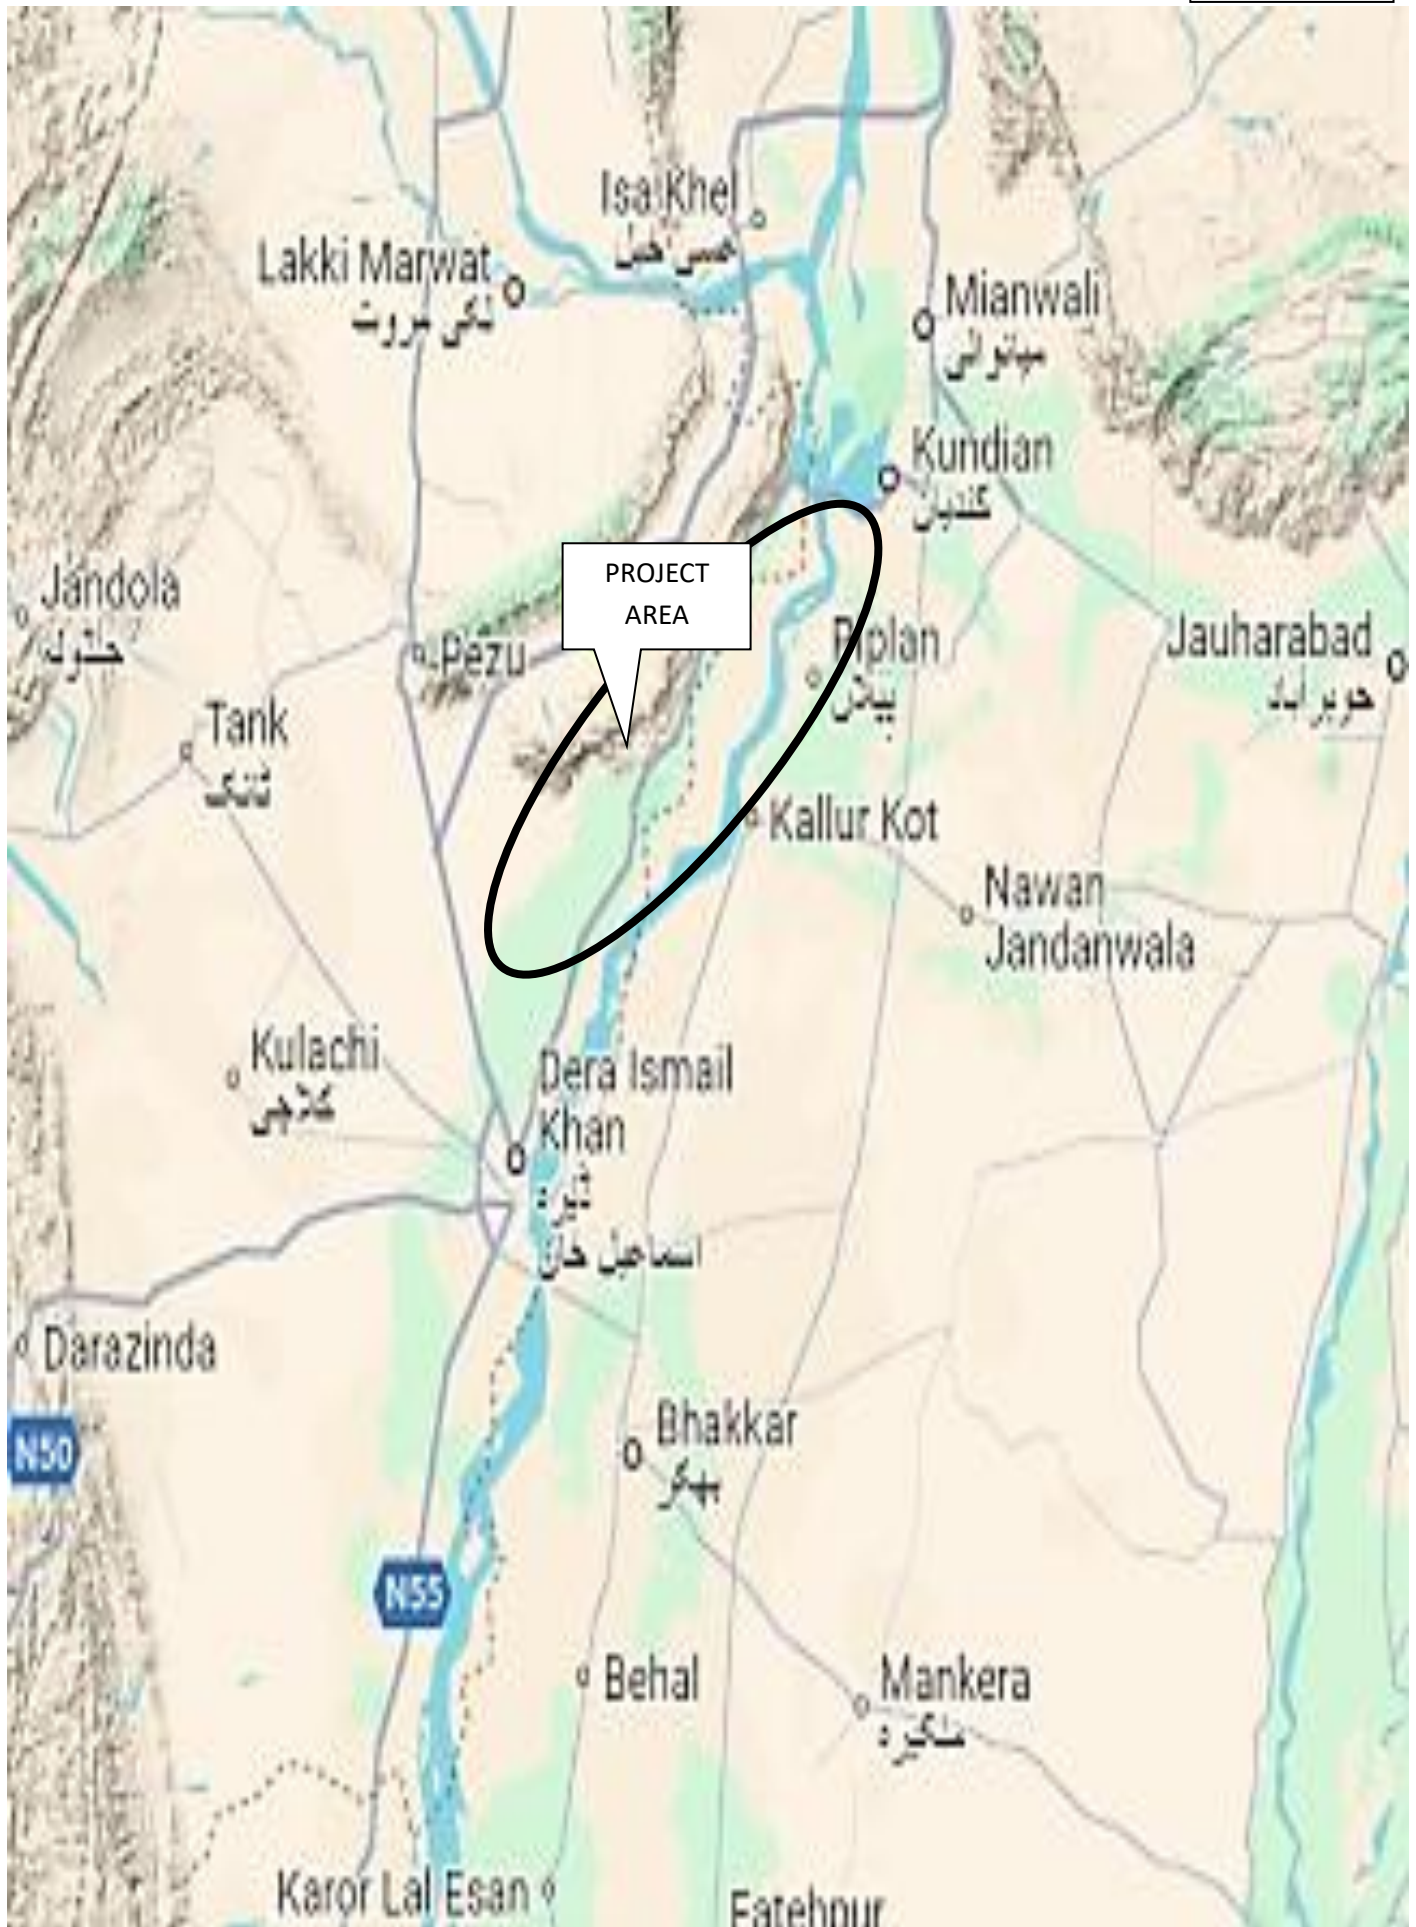 Isa Khel
عیسیٰ خیل
Lakki Marwat
لکی مروت
Mianwali
میانوالی
Kundian
کندیاں
PROJECT
AREA
Jandola
جنڈولہ
Pezu
Piplan
پپلاں
Jauharabad
جوہرآباد
Tank
ٹانک
Kallur Kot
Nawan
Jandanwala
Kulachi
کلاچی
Dera Ismail
Khan
ڈیرہ
اسماعیل خان
Darazinda
N50
Bhakkar
بھکر
N55
Behal
Mankera
منکیرہ
Karor Lal Esan
Fatehpur